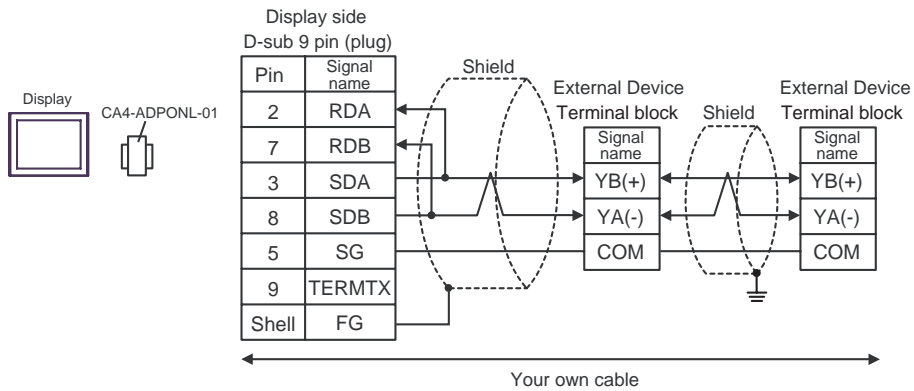 Display side
D-sub 9 pin (plug)
Display
CA4-ADPONL-01
Pin Signal name
2 RDA
7 RDB
3 SDA
8 SDB
5 SG
9 TERMTX
Shell FG
Shield
External Device
Terminal block
Signal name
YB(+)
YA(-)
COM
Shield
External Device
Terminal block
Signal name
YB(+)
YA(-)
COM
Your own cable